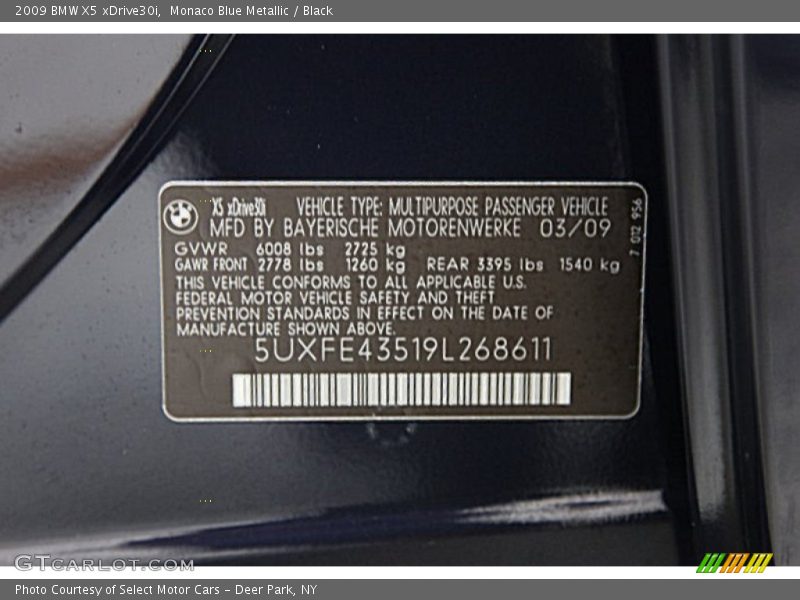 2009 BMW X5 xDrive30i, Monaco Blue Metallic / Black
X5 xDrive30i VEHICLE TYPE: MULTIPURPOSE PASSENGER VEHICLE
MFD BY BAYERISCHE MOTORENWERKE 03/09
GVWR 6008 lbs 2725 kg
GAWR FRONT 2778 lbs 1260 kg REAR 3395 lbs 1540 kg
THIS VEHICLE CONFORMS TO ALL APPLICABLE U.S.
FEDERAL MOTOR VEHICLE SAFETY AND THEFT
PREVENTION STANDARDS IN EFFECT ON THE DATE OF
MANUFACTURE SHOWN ABOVE.
5UXFE43519L268611
7 012 956
GTCARLOT.COM
Photo Courtesy of Select Motor Cars – Deer Park, NY